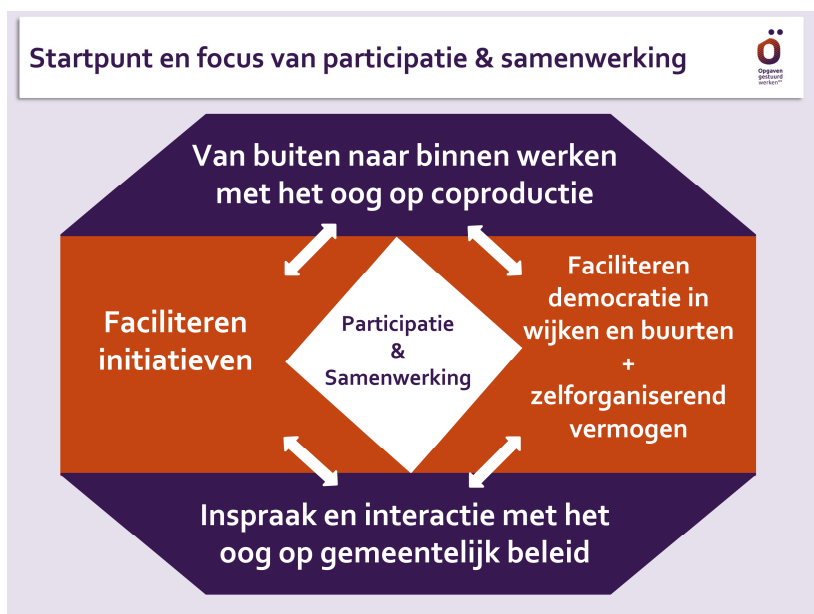 Startpunt en focus van participatie & samenwerking
Opgaven
gestuurd
werken
Van buiten naar binnen werken
met het oog op coproductie
Faciliteren
initiatieven
Participatie
&
Samenwerking
Faciliteren
democratie in
wijken en buurten
+
zelforganiserend
vermogen
Inspraak en interactie met het
oog op gemeentelijk beleid